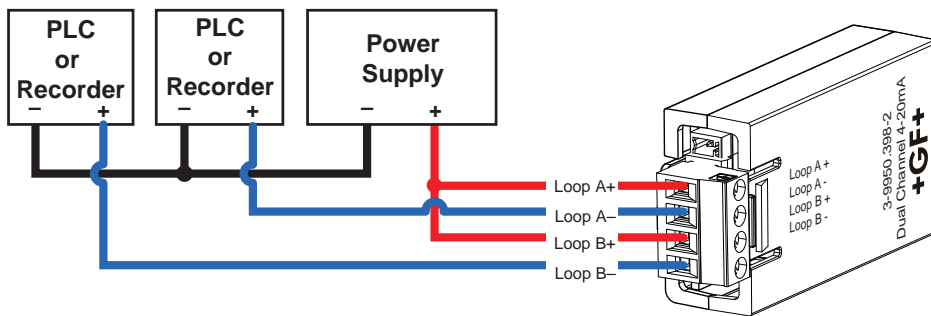 PLC
or
Recorder
– +
PLC
or
Recorder
– +
Power
Supply
– +
Loop A+
Loop A–
Loop B+
Loop B–
Loop A +
Loop A -
Loop B +
Loop B -
3-9950.398-2
Dual Channel 4-20mA
+GF+